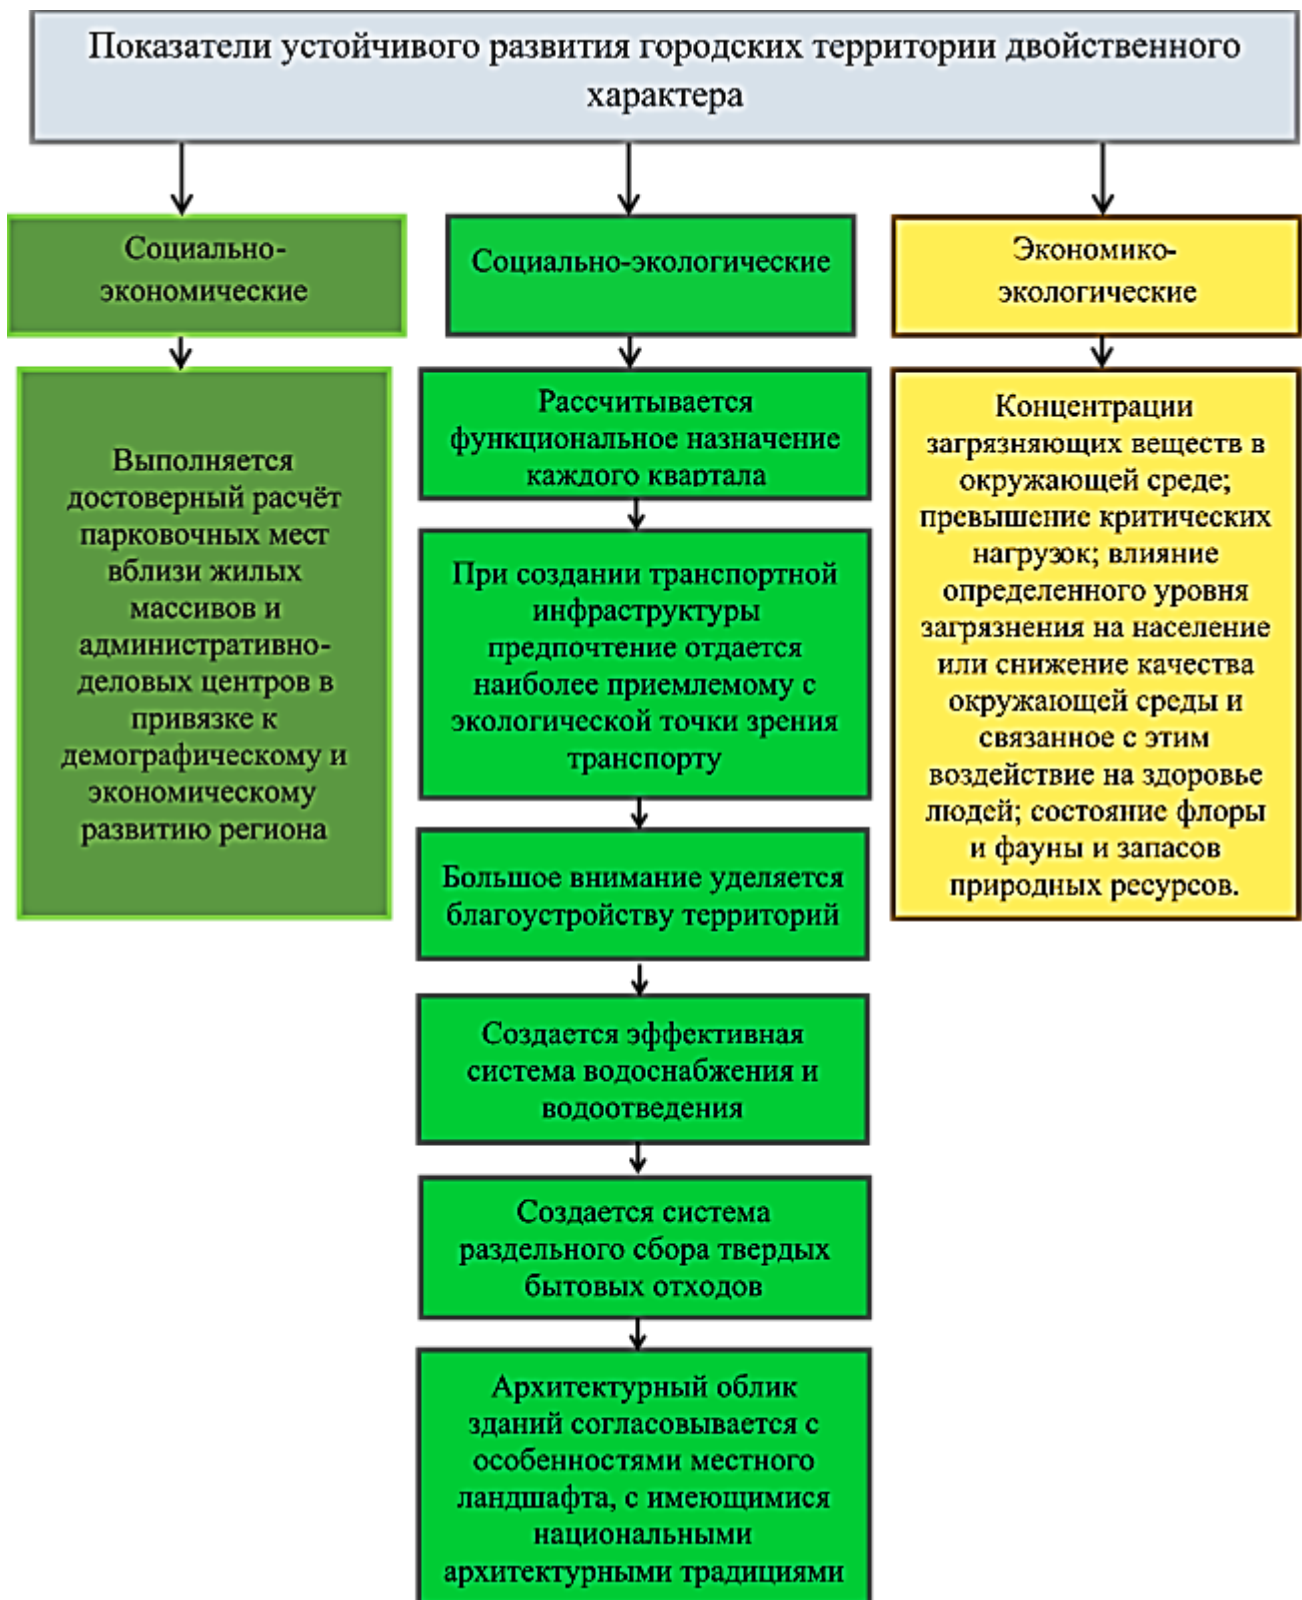 Показатели устойчивого развития городских территории двойственного
характера
Социально-
экономические
Выполняется
достоверный расчёт
парковочных мест
вблизи жилых
массивов и
административно-
деловых центров в
привязке к
демографическому и
экономическому
развитию региона
Социально-экологические
Рассчитывается
функциональное назначение
каждого квартала
При создании транспортной
инфраструктуры
предпочтение отдается
наиболее приемлемому с
экологической точки зрения
транспорту
Большое внимание уделяется
благоустройству территорий
Создается эффективная
система водоснабжения и
водоотведения
Создается система
раздельного сбора твердых
бытовых отходов
Архитектурный облик
зданий согласовывается с
особенностями местного
ландшафта, с имеющимися
национальными
архитектурными традициями
Экономико-
экологические
Концентрации
загрязняющих веществ в
окружающей среде;
превышение критических
нагрузок; влияние
определенного уровня
загрязнения на население
или снижение качества
окружающей среды и
связанное с этим
воздействие на здоровье
людей; состояние флоры
и фауны и запасов
природных ресурсов.